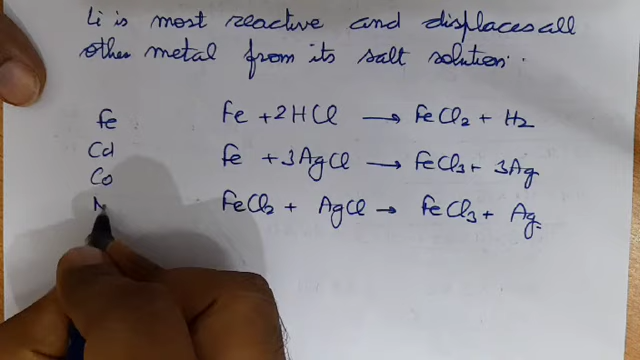 Li is most reactive and displaces all
other metal from its salt solution.
Fe Fe + 2HCl → FeCl2 + H2
Cd Fe + 3AgCl → FeCl3 + 3Ag
Co FeCl2 + AgCl → FeCl3 + Ag